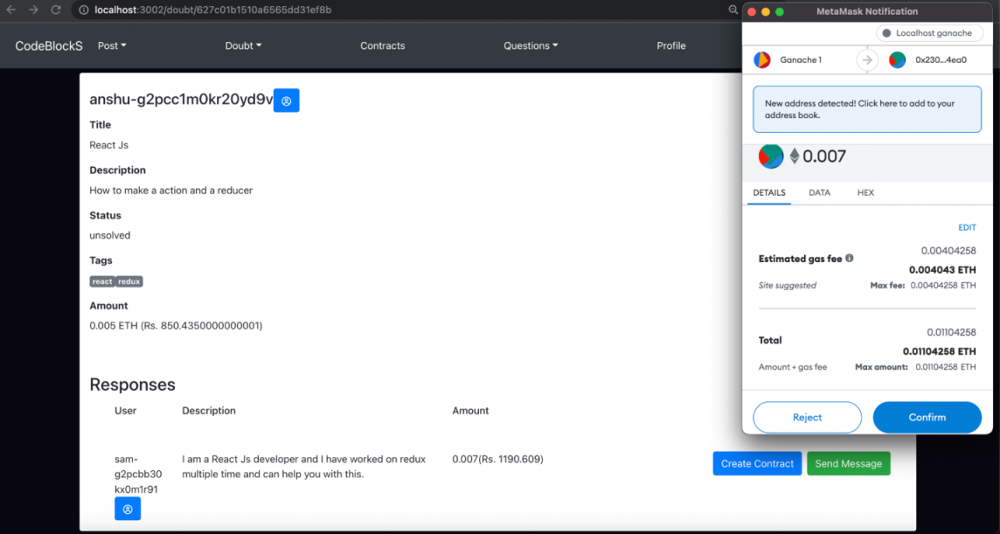 localhost:3002/doubt/627c01b1510a6565dd31ef8b
CodeBlockS Post Doubt Contracts Questions Profile
anshu-g2pcc1m0kr20yd9v
Title
React Js
Description
How to make a action and a reducer
Status
unsolved
Tags
react redux
Amount
0.005 ETH (Rs. 850.4350000000001)
Responses
User Description Amount
sam-
g2pcbb30
kx0m1r91
I am a React Js developer and I have worked on redux
multiple time and can help you with this.
0.007(Rs. 1190.609)
Create Contract Send Message
MetaMask Notification
Localhost ganache
Ganache 1 0x230...4ea0
New address detected! Click here to add to your
address book.
0.007
DETAILS DATA HEX
EDIT
0.00404258
Estimated gas fee 0.004043 ETH
Site suggested Max fee: 0.00404258 ETH
0.01104258
Total 0.01104258 ETH
Amount + gas fee Max amount: 0.01104258 ETH
Reject Confirm